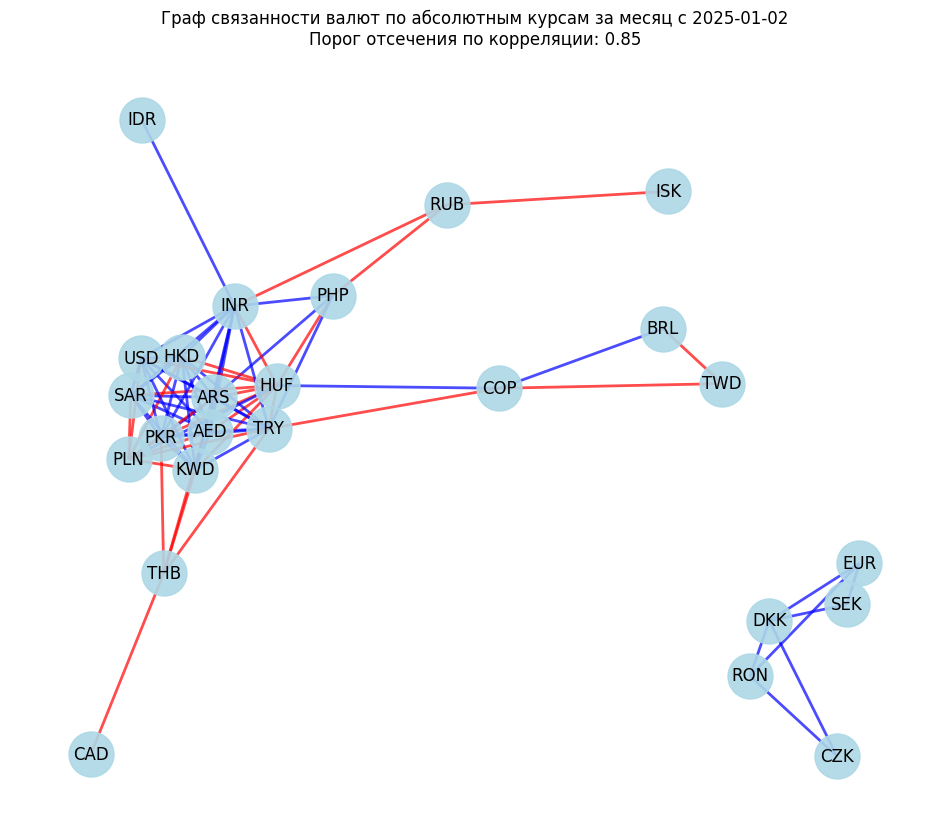 Граф связанности валют по абсолютным курсам за месяц с 2025-01-02
Порог отсечения по корреляции: 0.85
IDR
ISK
RUB
PHP
INR
BRL
USD
HKD
TWD
HUF
COP
SAR
ARS
TRY
AED
PKR
PLN
KWD
EUR
THB
SEK
DKK
RON
CAD
CZK